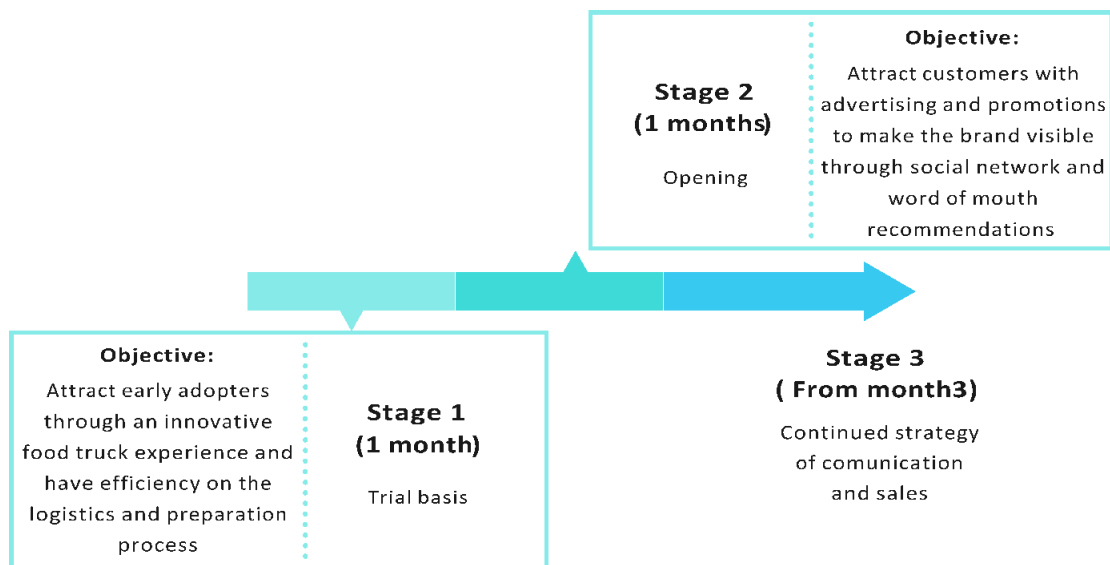 Stage 2
(1 months)
Opening
Objective:
Attract customers with
advertising and promotions
to make the brand visible
through social network and
word of mouth
recommendations
Objective:
Attract early adopters
through an innovative
food truck experience and
have efficiency on the
logistics and preparation
process
Stage 1
(1 month)
Trial basis
Stage 3
( From month3)
Continued strategy
of comunication
and sales